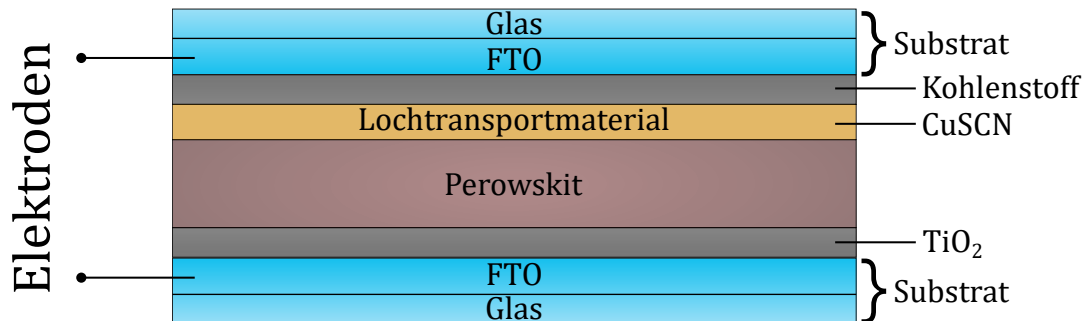 Elektroden
Glas
FTO
Substrat
Kohlenstoff
Lochtransportmaterial
CuSCN
Perowskit
TiO₂
FTO
Glas
Substrat